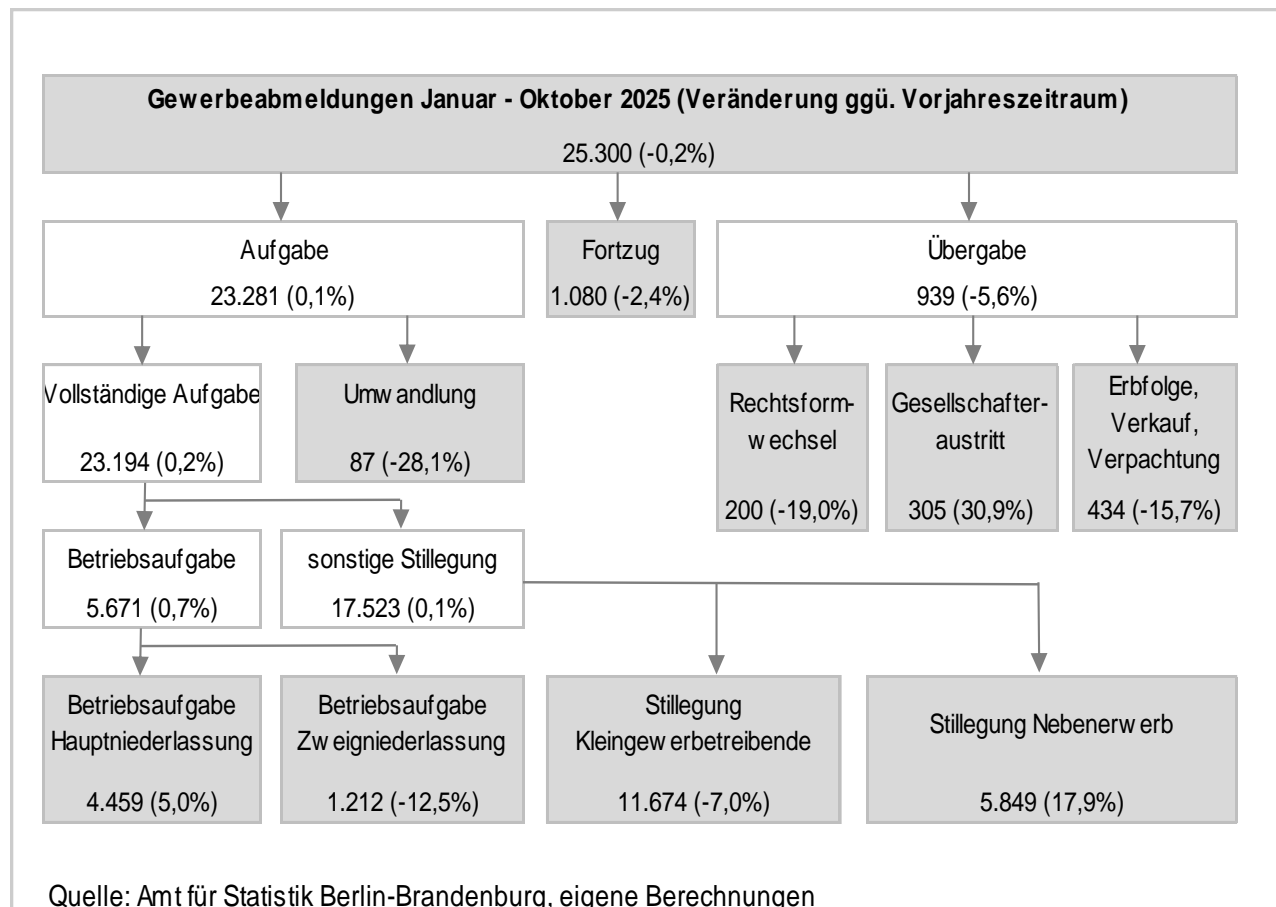 Gewerbeabmeldungen Januar - Oktober 2025 (Veränderung ggü. Vorjahreszeitraum)
25.300 (-0,2%)
Aufgabe
23.281 (0,1%)
Fortzug
1.080 (-2,4%)
Übergabe
939 (-5,6%)
Vollständige Aufgabe
23.194 (0,2%)
Umwandlung
87 (-28,1%)
Rechtsform-
wechsel
200 (-19,0%)
Gesellschafter-
austritt
305 (30,9%)
Erbfolge,
Verkauf,
Verpachtung
434 (-15,7%)
Betriebsaufgabe
5.671 (0,7%)
sonstige Stillegung
17.523 (0,1%)
Betriebsaufgabe
Hauptniederlassung
4.459 (5,0%)
Betriebsaufgabe
Zweigniederlassung
1.212 (-12,5%)
Stillegung
Kleingewerbetreibende
11.674 (-7,0%)
Stillegung Nebenerwerb
5.849 (17,9%)
Quelle: Amt für Statistik Berlin-Brandenburg, eigene Berechnungen